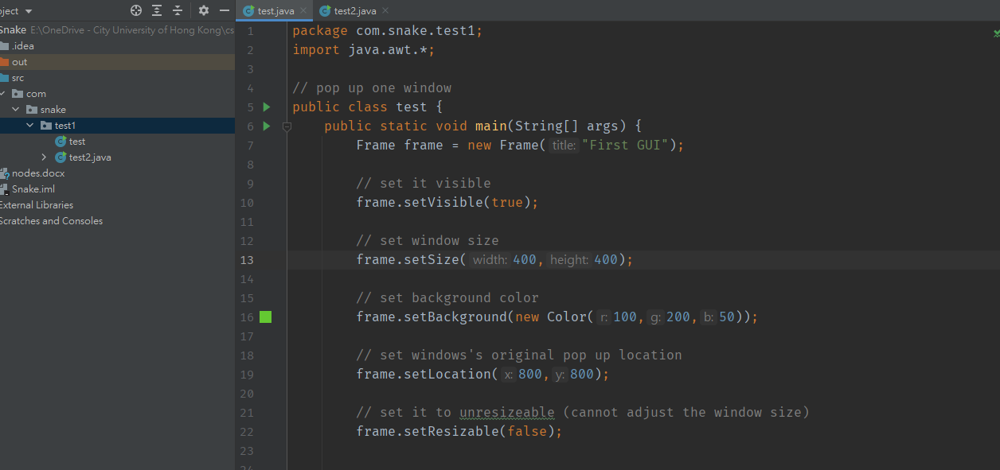 ject
Snake E:\OneDrive - City University of Hong Kong\cs
.idea
out
src
com
snake
test1
test
test2.java
nodes.docx
Snake.iml
External Libraries
Scratches and Consoles
test.java
test2.java
1 package com.snake.test1;
2 import java.awt.*;
3
4 // pop up one window
5 public class test {
6 public static void main(String[] args) {
7 Frame frame = new Frame( title: "First GUI");
8
9 // set it visible
10 frame.setVisible(true);
11
12 // set window size
13 frame.setSize( width: 400, height: 400);
14
15 // set background color
16 frame.setBackground(new Color( r: 100, g: 200, b: 50));
17
18 // set windows's original pop up location
19 frame.setLocation( x: 800, y: 800);
20
21 // set it to unresizeable (cannot adjust the window size)
22 frame.setResizable(false);
23